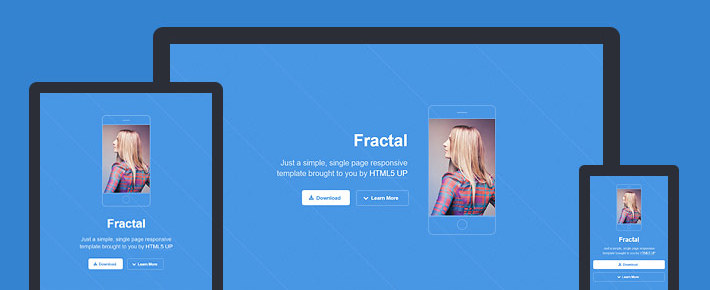 Fractal
Just a simple, single page responsive
template brought to you by HTML5 UP
Download
Learn More
Fractal
Just a simple, single page responsive
template brought to you by HTML5 UP
Download
Learn More
Fractal
Just a simple, single page responsive
template brought to you by HTML5 UP
Download
Learn More